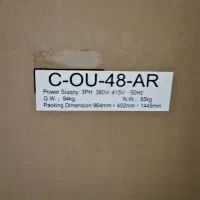 C-OU-48-AR
Power Supply: 3PH 380V-415V~50Hz
G.W.: 94kg N.W.: 85kg
Packing Dimension:964mm×402mm×1445mm